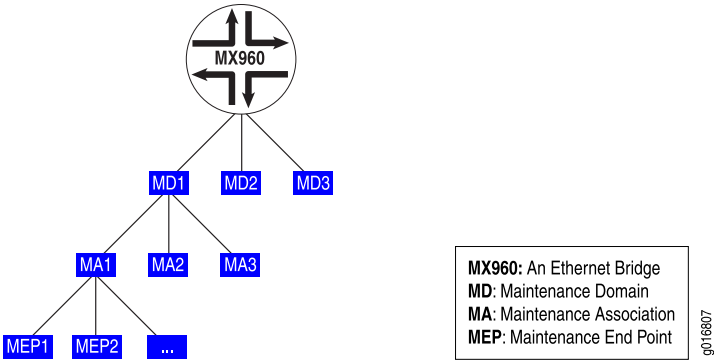 MX960
MD1 MD2 MD3
MA1 MA2 MA3
MEP1 MEP2 ...
MX960: An Ethernet Bridge
MD: Maintenance Domain
MA: Maintenance Association
MEP: Maintenance End Point
g016807